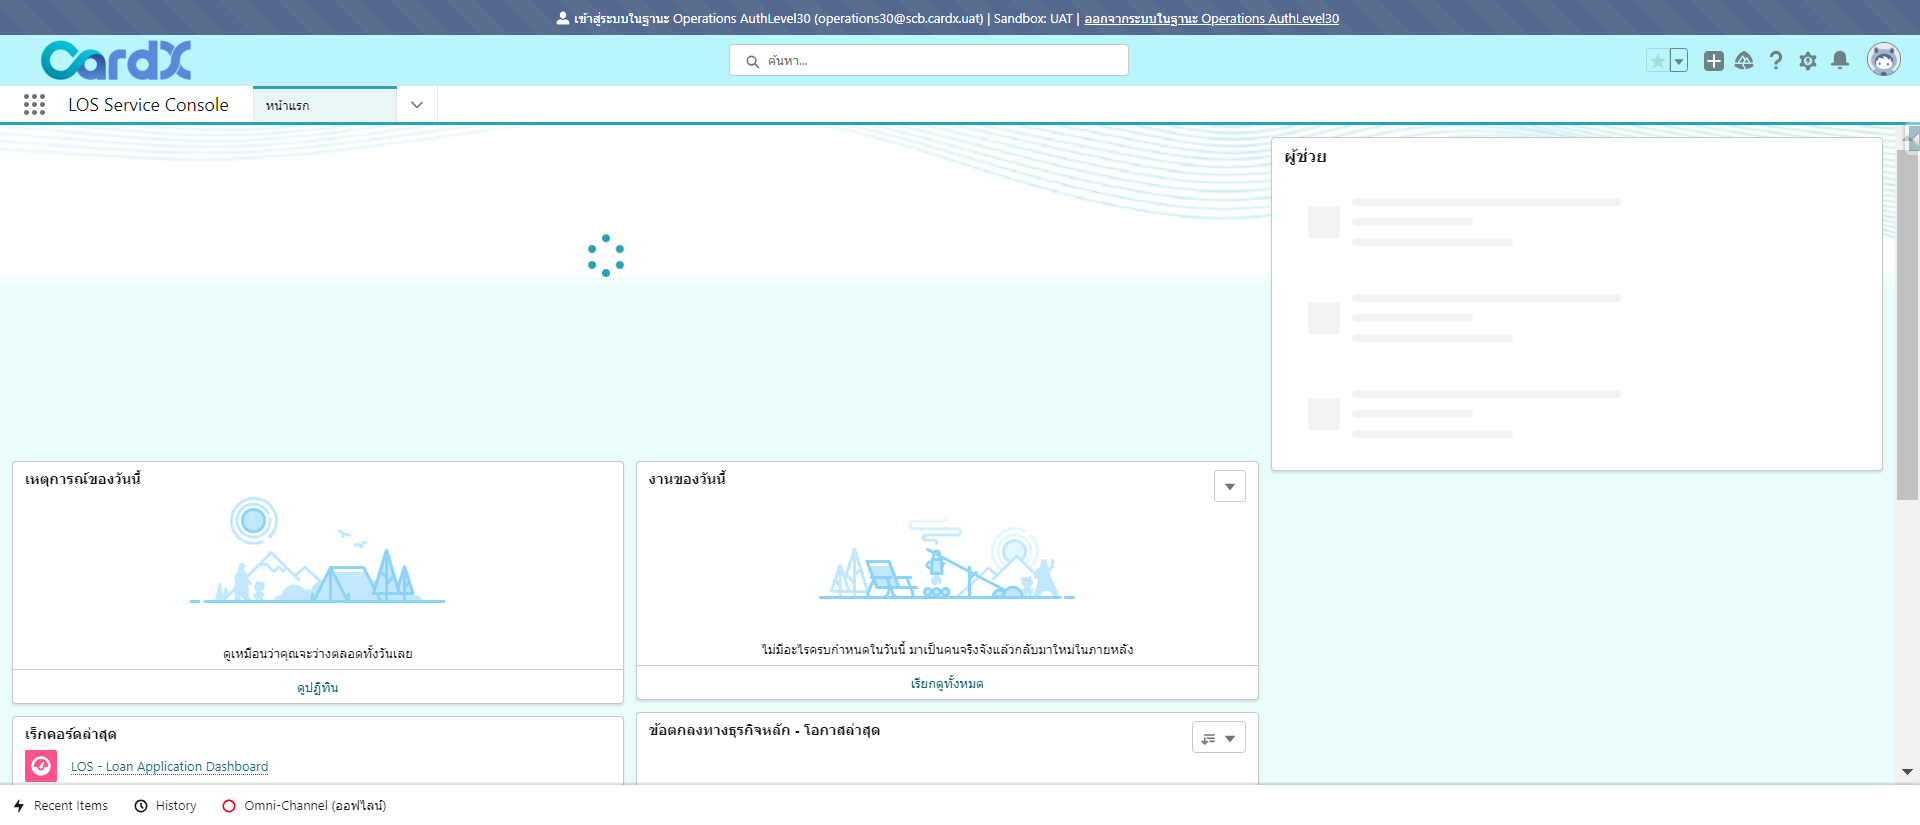 เข้าสู่ระบบในฐานะ Operations AuthLevel30 (operations30@scb.cardx.uat) | Sandbox: UAT | ออกจากระบบในฐานะ Operations AuthLevel30
CardX
ค้นหา...
LOS Service Console
หน้าแรก
ผู้ช่วย
เหตุการณ์ของวันนี้
งานของวันนี้
ดูเหมือนว่าคุณจะว่างตลอดทั้งวันเลย
ไม่มีอะไรครบกำหนดในวันนี้ มาเป็นคนจริงจังแล้วกลับมาใหม่ในภายหลัง
ดูปฏิทิน
เรียกดูทั้งหมด
เร็กคอร์ดล่าสุด
ข้อตกลงทางธุรกิจหลัก - โอกาสล่าสุด
LOS - Loan Application Dashboard
Recent Items
History
Omni-Channel (ออฟไลน์)